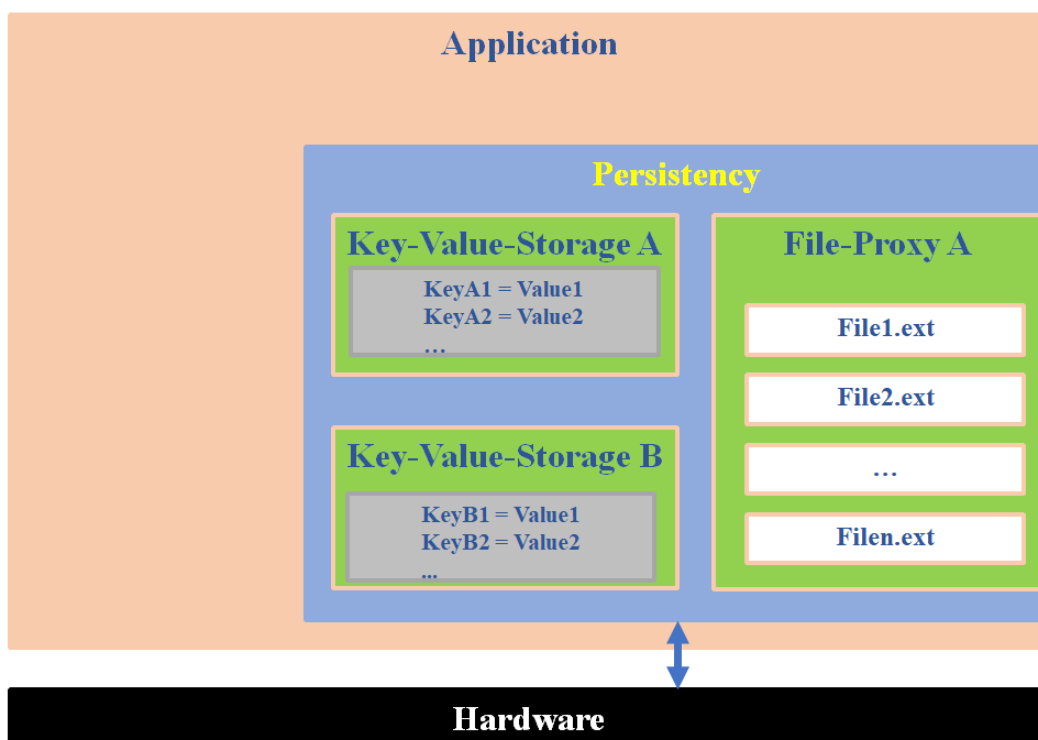 Application
Persistency
Key-Value-Storage A
KeyA1 = Value1
KeyA2 = Value2
…
Key-Value-Storage B
KeyB1 = Value1
KeyB2 = Value2
...
File-Proxy A
File1.ext
File2.ext
…
Filen.ext
Hardware